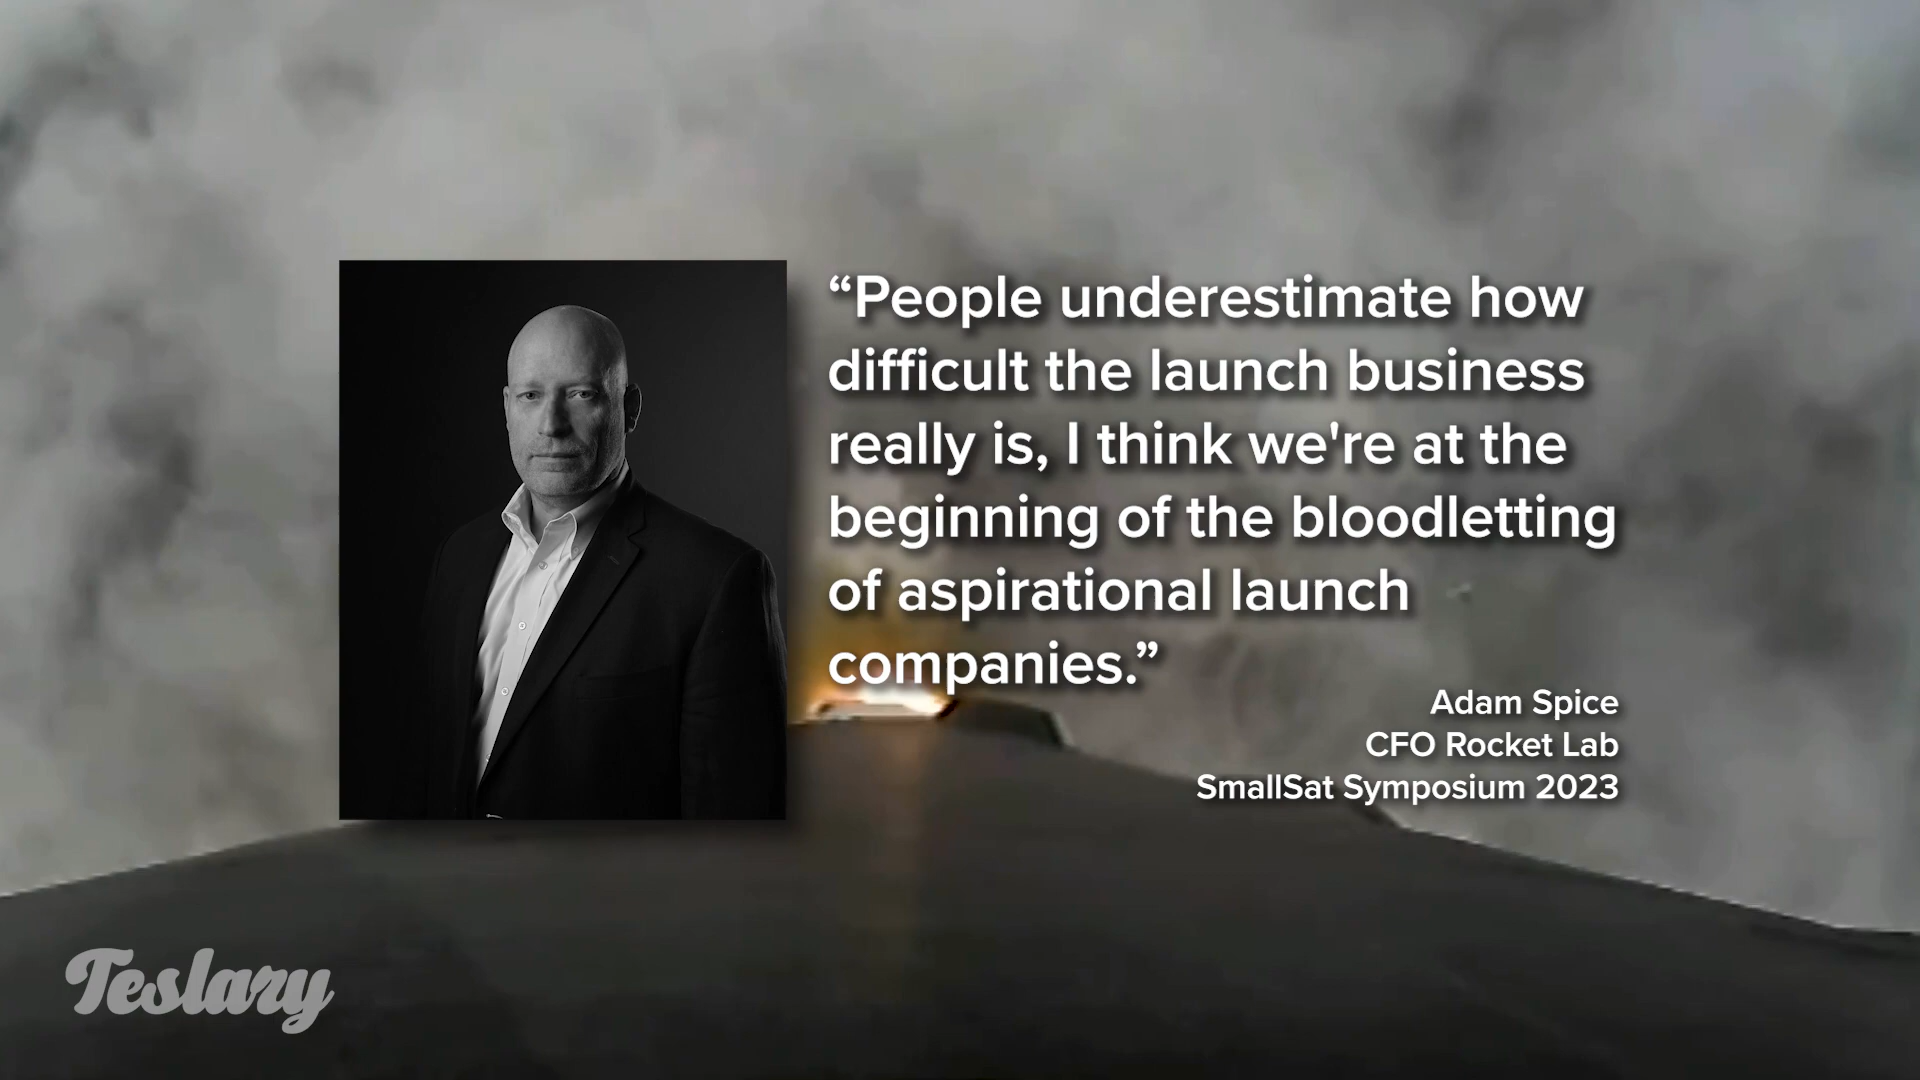 “People underestimate how
difficult the launch business
really is, I think we're at the
beginning of the bloodletting
of aspirational launch
companies.”
Adam Spice
CFO Rocket Lab
SmallSat Symposium 2023
Teslary